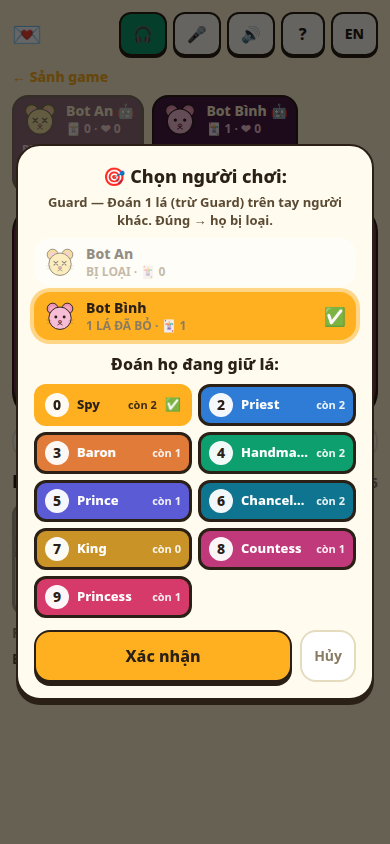 EN
?
← Sảnh game
Bot An
0 · ♥ 0
Bot Bình
1 · ♥ 0
🎯 Chọn người chơi:
Guard — Đoán 1 lá (trừ Guard) trên tay người
khác. Đúng → họ bị loại.
Bot An
BỊ LOẠI · 🃏 0
Bot Bình
1 LÁ ĐÃ BỎ · 🃏 1
Đoán họ đang giữ lá:
0 Spy còn 2
2 Priest còn 2
3 Baron còn 1
4 Handma... còn 2
5 Prince còn 1
6 Chancel... còn 2
7 King còn 0
8 Countess còn 1
9 Princess còn 1
Xác nhận
Hủy